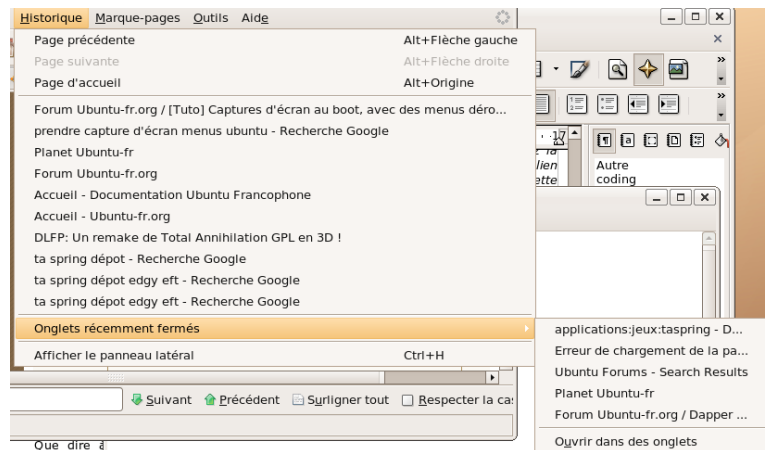 Historique Marque-pages Outils Aide
Page précédente Alt+Flèche gauche
Page suivante Alt+Flèche droite
Page d'accueil Alt+Origine
Forum Ubuntu-fr.org / [Tuto] Captures d'écran au boot, avec des menus déro...
prendre capture d'écran menus ubuntu - Recherche Google
Planet Ubuntu-fr
Forum Ubuntu-fr.org
Accueil - Documentation Ubuntu Francophone
Accueil - Ubuntu-fr.org
DLFP: Un remake de Total Annihilation GPL en 3D !
ta spring dépot - Recherche Google
ta spring dépot edgy eft - Recherche Google
ta spring dépot edgy eft - Recherche Google
Onglets récemment fermés
Afficher le panneau latéral Ctrl+H
applications:jeux:taspring - D...
Erreur de chargement de la pa...
Ubuntu Forums - Search Results
Planet Ubuntu-fr
Forum Ubuntu-fr.org / Dapper ...
Ouvrir dans des onglets
Suivant Précédent Surligner tout Respecter la cas
Que dire à
17
la
lien
ette
Autre
coding